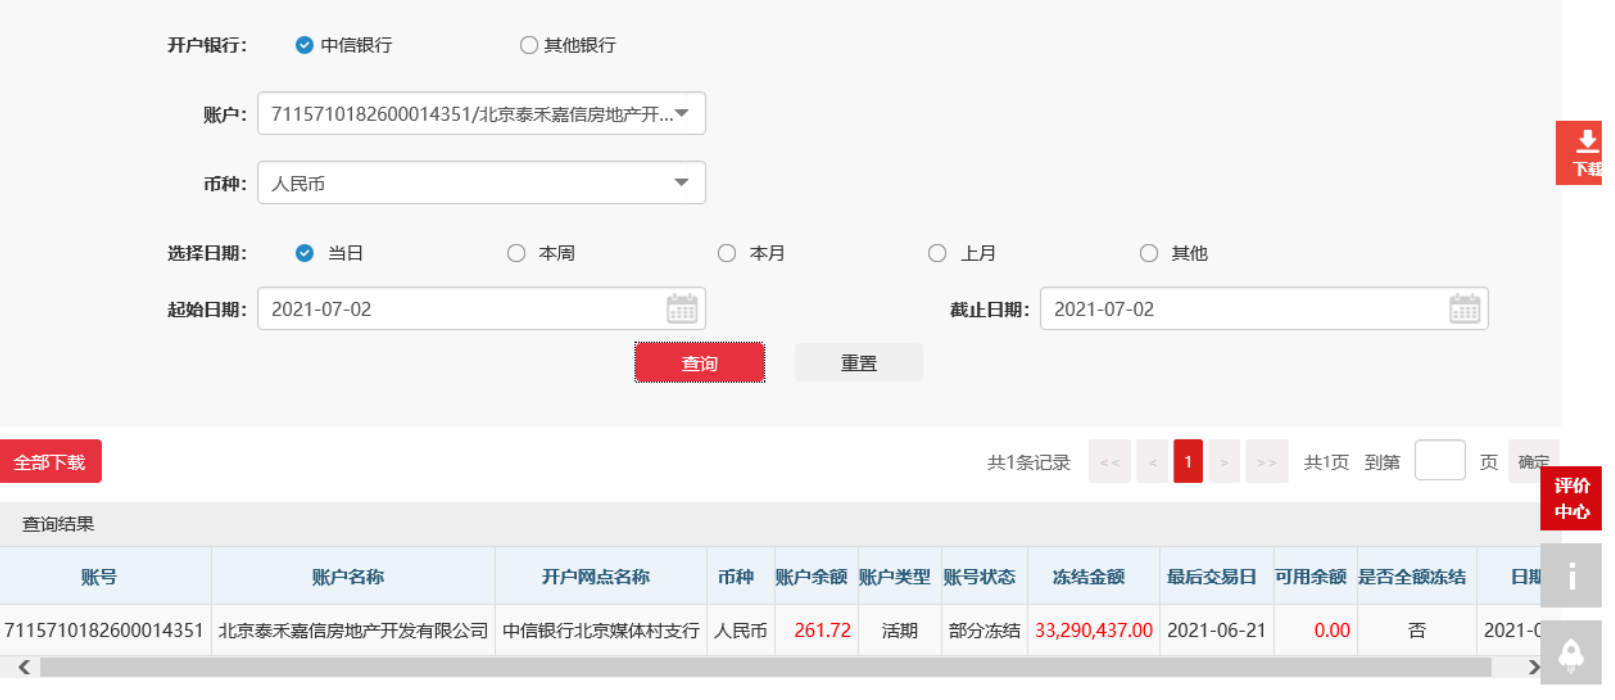 开户银行： 中信银行 其他银行
账户： 7115710182600014351/北京泰禾嘉信房地产开...
下载
币种： 人民币
选择日期： 当日 本周 本月 上月 其他
起始日期： 2021-07-02 截止日期： 2021-07-02
查询 重置
全部下载 共1条记录 << < 1 > >> 共1页 到第 页 确定
评价
中心
查询结果
账号 账户名称 开户网点名称 币种 账户余额 账户类型 账号状态 冻结金额 最后交易日 可用余额 是否全额冻结 日期
7115710182600014351 北京泰禾嘉信房地产开发有限公司 中信银行北京媒体村支行 人民币 261.72 活期 部分冻结 33,290,437.00 2021-06-21 0.00 否 2021-0